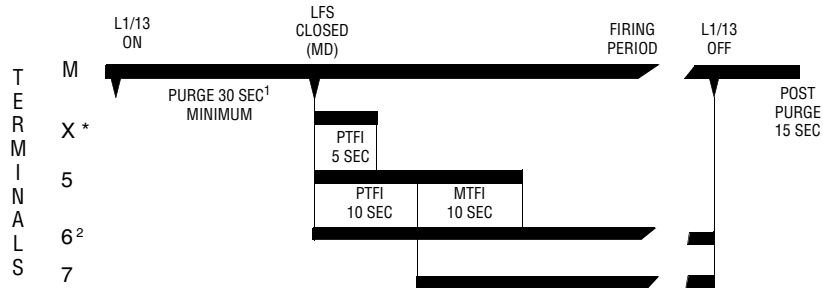 L1/13
ON
LFS
CLOSED
(MD)
FIRING
PERIOD
L1/13
OFF
TERMINALS
M
PURGE 30 SEC¹
MINIMUM
POST
PURGE
15 SEC
X *
PTFI
5 SEC
5
PTFI
10 SEC
MTFI
10 SEC
6²
7